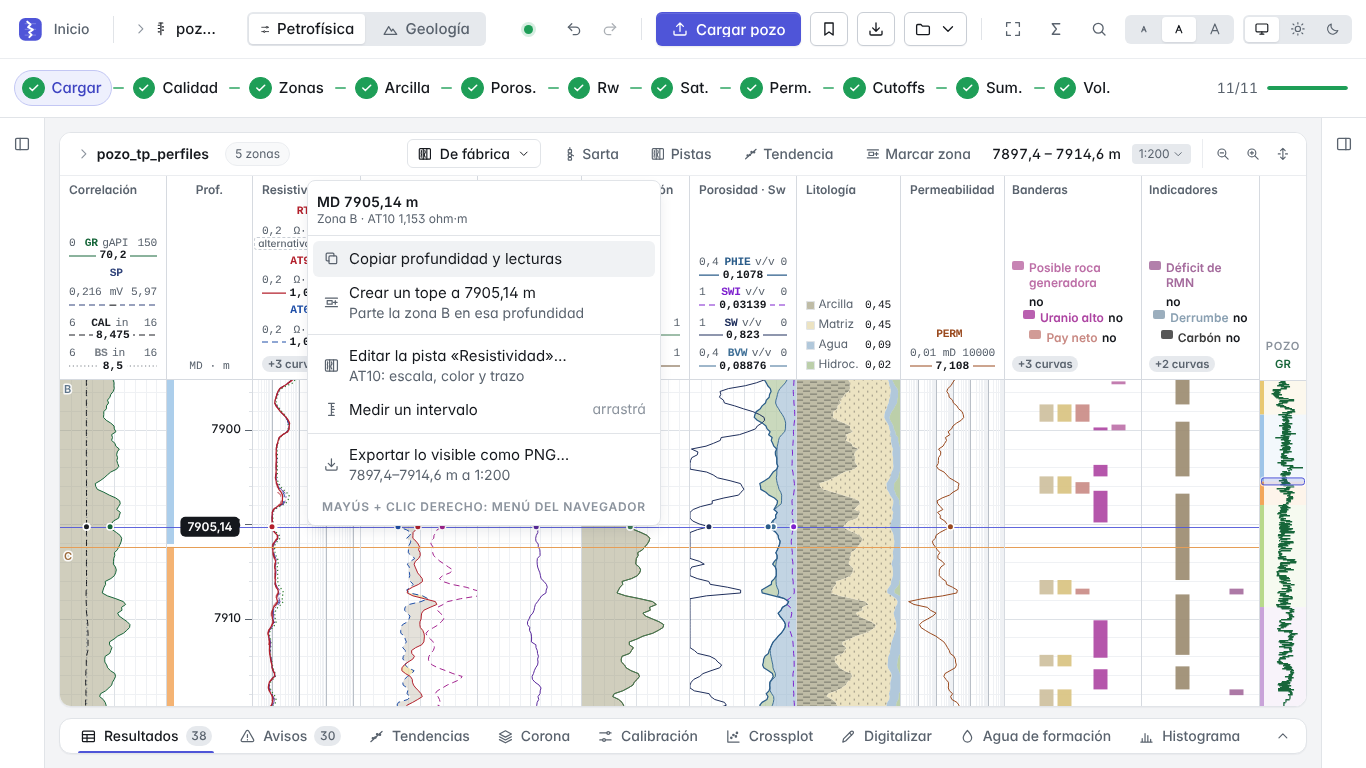 Inicio
poz...
Petrofísica
Geología
Cargar pozo
A A A
Cargar
Calidad
Zonas
Arcilla
Poros.
Rw
Sat.
Perm.
Cutoffs
Sum.
Vol.
11/11
pozo_tp_perfiles
5 zonas
De fábrica
Sarta
Pistas
Tendencia
Marcar zona
7897,4 – 7914,6 m
1:200
Correlación
0 GR gAPI 150
70,2
SP
0,216 mV 5,97
6 CAL in 16
8,475
6 BS in 16
8,5
Prof.
MD · m
MD 7905,14 m
Zona B · AT10 1,153 ohm·m
Copiar profundidad y lecturas
Crear un tope a 7905,14 m
Parte la zona B en esa profundidad
Editar la pista «Resistividad»...
AT10: escala, color y trazo
Medir un intervalo
arrastrá
Exportar lo visible como PNG...
7897,4–7914,6 m a 1:200
MAYÚS + CLIC DERECHO: MENÚ DEL NAVEGADOR
Porosidad · Sw
0,4 PHIE v/v 0
0,1078
1 SWI v/v 0
0,03139
1 SW v/v 0
0,823
0,4 BVW v/v 0
0,08876
Litología
Arcilla 0,45
Matriz 0,45
Agua 0,09
Hidroc. 0,02
Permeabilidad
PERM
0,01 mD 10000
7,108
Banderas
Posible roca
generadora
no
Uranio alto no
Pay neto no
+3 curvas
Indicadores
Déficit de
RMN
no
Derrumbe no
Carbón no
+2 curvas
POZO
GR
B
7900
7905,14
C
7910
Resultados 38
Avisos 30
Tendencias
Corona
Calibración
Crossplot
Digitalizar
Agua de formación
Histograma